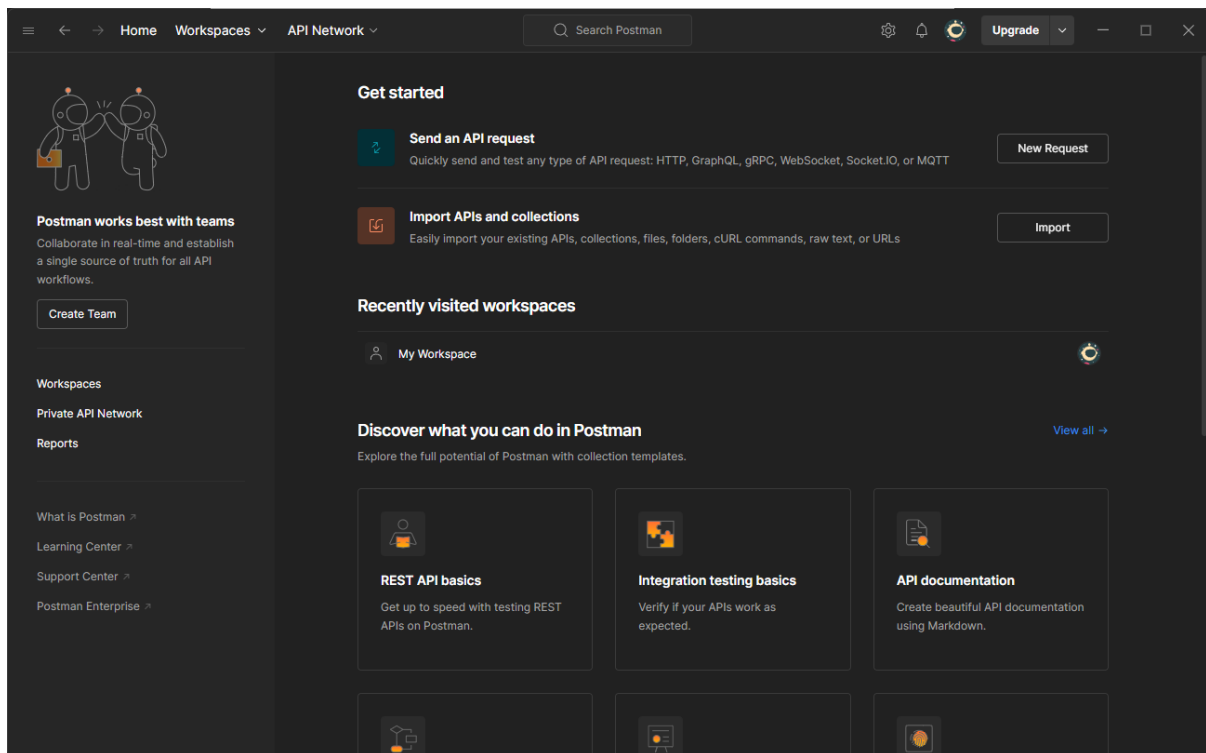 Home Workspaces API Network Search Postman Upgrade
Postman works best with teams
Collaborate in real-time and establish
a single source of truth for all API
workflows.
Create Team
Workspaces
Private API Network
Reports
What is Postman
Learning Center
Support Center
Postman Enterprise
Get started
Send an API request
Quickly send and test any type of API request: HTTP, GraphQL, gRPC, WebSocket, Socket.IO, or MQTT
New Request
Import APIs and collections
Easily import your existing APIs, collections, files, folders, cURL commands, raw text, or URLs
Import
Recently visited workspaces
My Workspace
Discover what you can do in Postman
View all →
Explore the full potential of Postman with collection templates.
REST API basics
Get up to speed with testing REST
APIs on Postman.
Integration testing basics
Verify if your APIs work as
expected.
API documentation
Create beautiful API documentation
using Markdown.